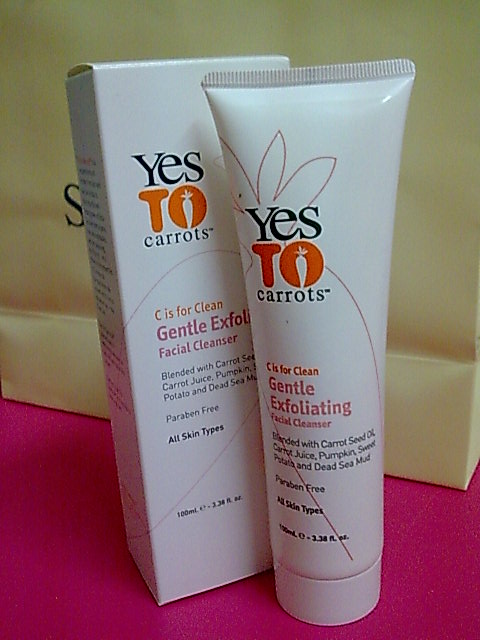 S
Yes
TO
carrots™
C is for Clean
Gentle Exfoli
Facial Cleanser
Blended with Carrot See
Carrot Juice, Pumpkin, S
Potato and Dead Sea Mu
Paraben Free
All Skin Types
100mL ℮ - 3.38 fl. oz.
Yes
TO
carrots™
C is for Clean
Gentle
Exfoliating
Facial Cleanser
Blended with Carrot Seed Oil,
Carrot Juice, Pumpkin, Sweet
Potato and Dead Sea Mud
Paraben Free
All Skin Types
100mL ℮ - 3.38 fl. oz.